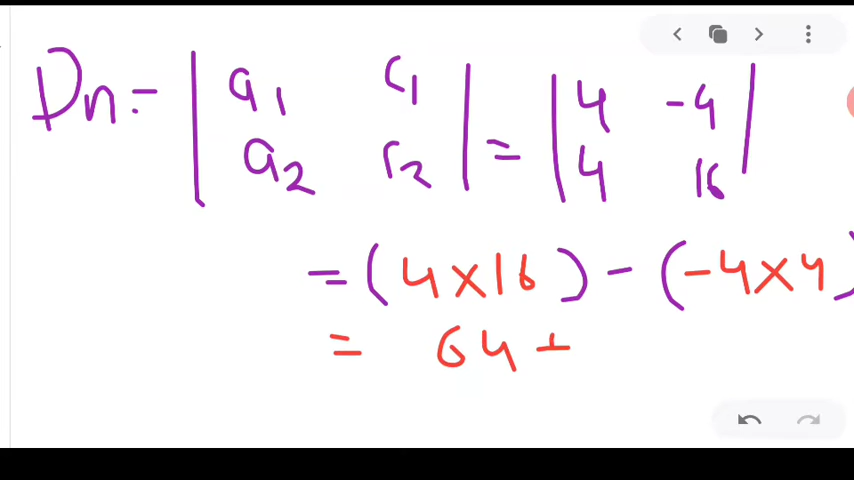 Dn = | a1 c1 | = | 4 -4 |
| a2 c2 | | 4 16 |
= (4×16) - (-4×4)
= 64 +